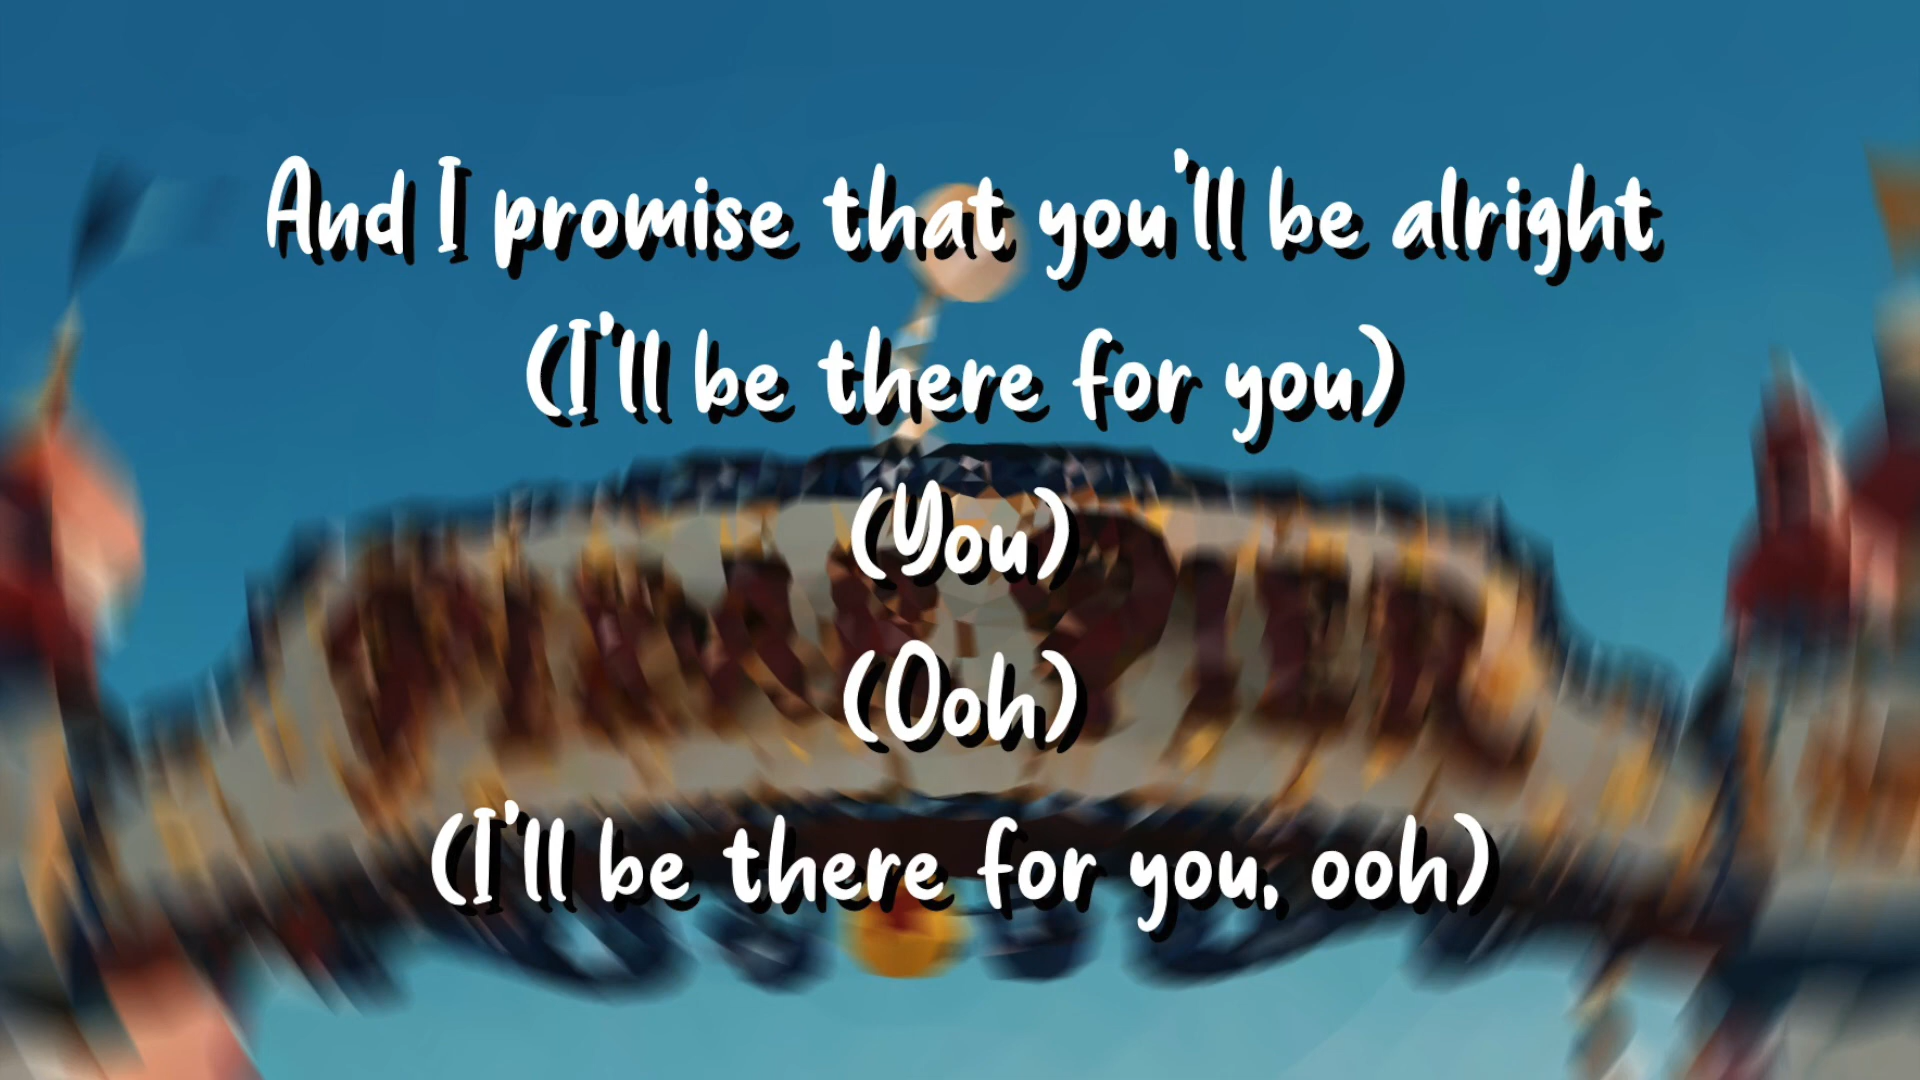 And I promise that you'll be alright
(I'll be there for you)
(You)
(Ooh)
(I'll be there for you, ooh)